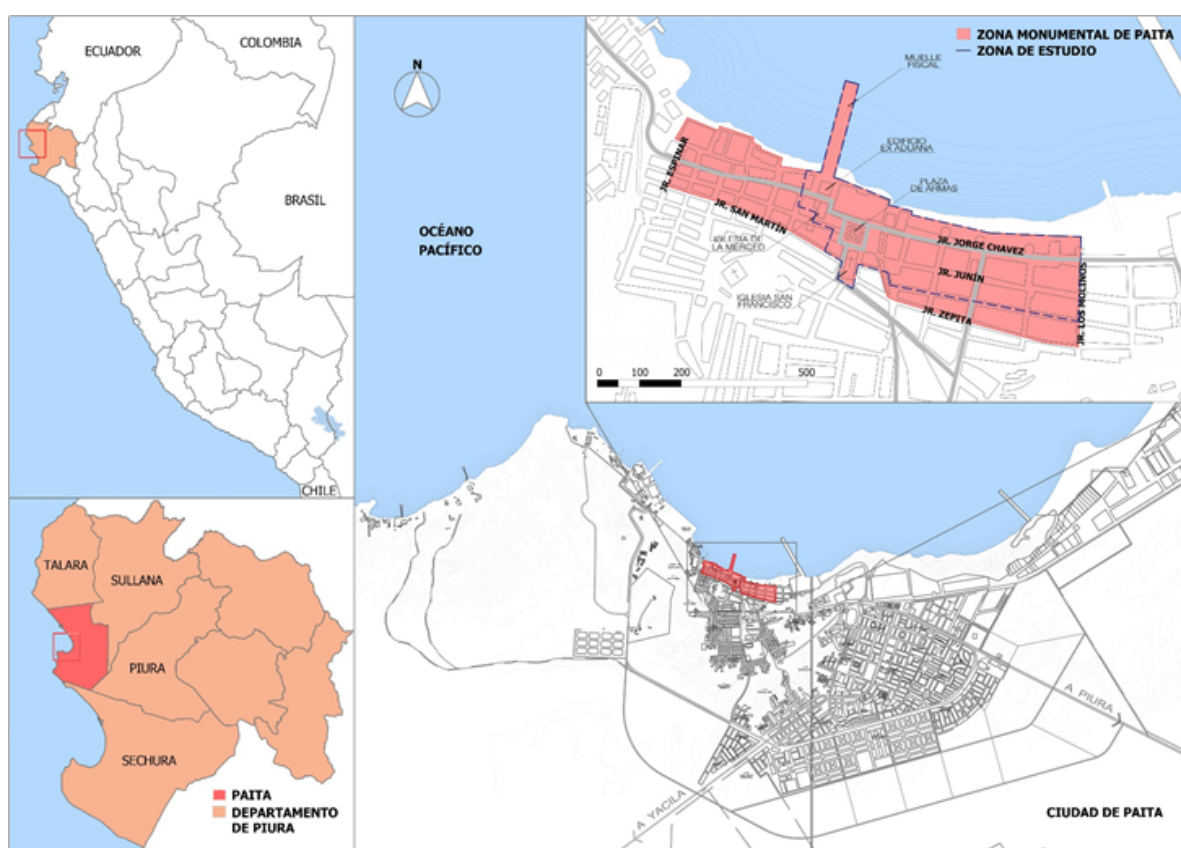 ECUADOR
COLOMBIA
BRASIL
CHILE
N
OCÉANO
PACÍFICO
ZONA MONUMENTAL DE PAITA
ZONA DE ESTUDIO
MUELLE
FISCAL
EDIFICIO
EX ADUANA
PLAZA
DE ARMAS
JR. ESPINAR
JR. SAN MARTÍN
IGLESIA DE
LA MERCED
IGLESIA SAN
FRANCISCO
JR. JORGE CHAVEZ
JR. JUNÍN
JR. ZEPITA
JR. LOS MOLINOS
0 100 200 500
TALARA
SULLANA
PIURA
SECHURA
PAITA
DEPARTAMENTO
DE PIURA
A PIURA
A YACILA
CIUDAD DE PAITA